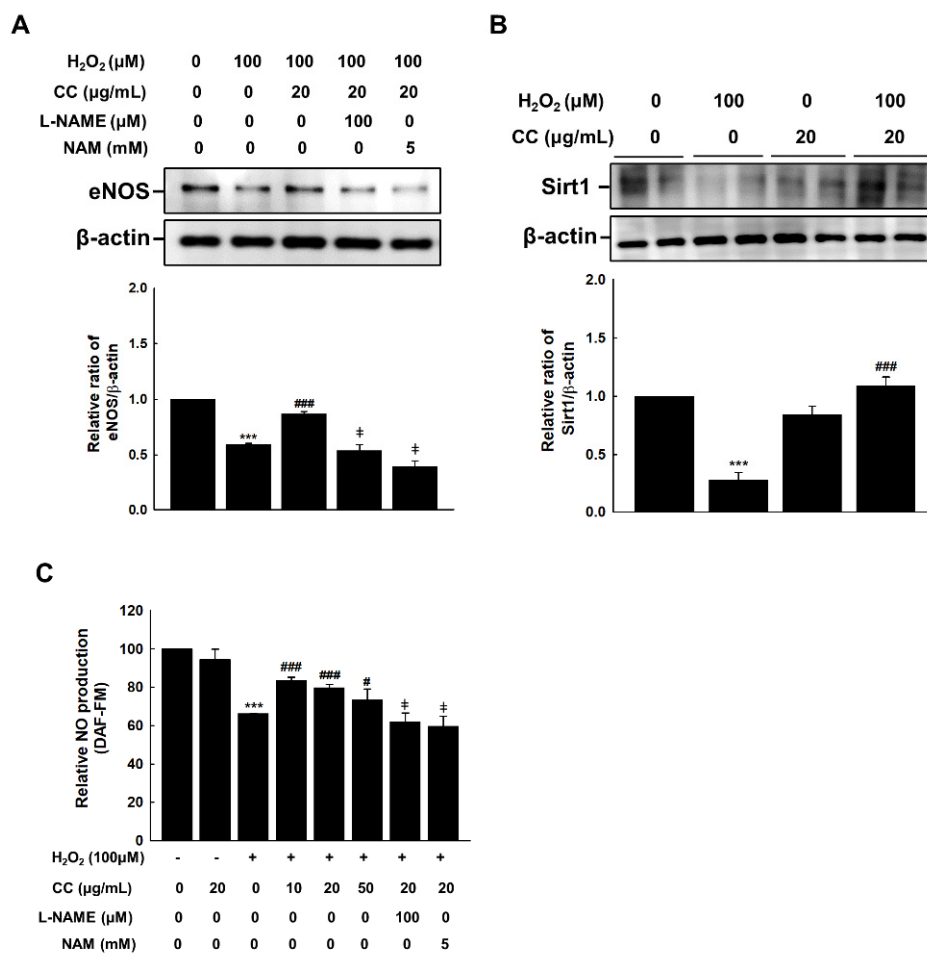 A
H₂O₂ (µM) 0 100 100 100 100
CC (µg/mL) 0 0 20 20 20
L-NAME (µM) 0 0 0 100 0
NAM (mM) 0 0 0 0 5
eNOS
β-actin
Relative ratio of
eNOS/β-actin
2.0
1.5
1.0
0.5
0.0
***
###
ǂ
ǂ
B
H₂O₂ (µM) 0 100 0 100
CC (µg/mL) 0 0 20 20
Sirt1
β-actin
Relative ratio of
Sirt1/β-actin
2.0
1.5
1.0
0.5
0.0
***
###
C
Relative NO production
(DAF-FM)
120
100
80
60
40
20
0
***
###
###
#
ǂ
ǂ
H₂O₂ (100µM) - - + + + + + +
CC (µg/mL) 0 20 0 10 20 50 20 20
L-NAME (µM) 0 0 0 0 0 0 100 0
NAM (mM) 0 0 0 0 0 0 0 5